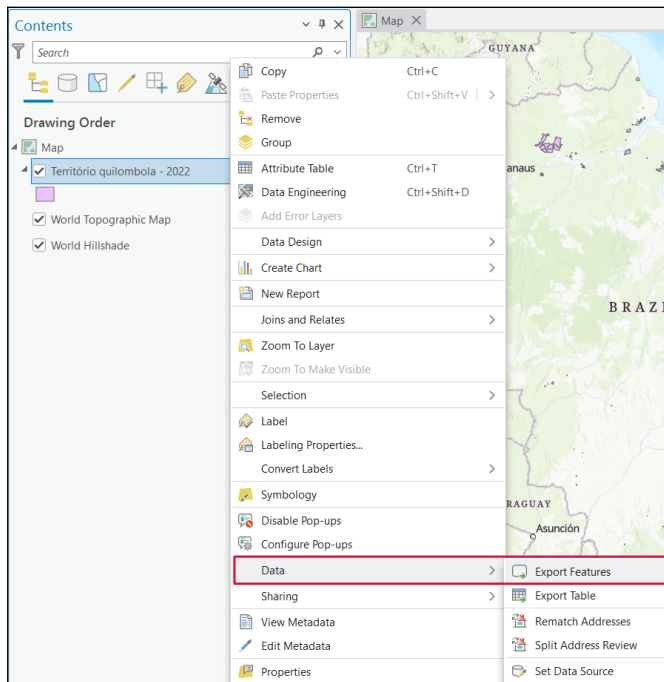 Contents
Search
Drawing Order
Map
Território quilombola - 2022
World Topographic Map
World Hillshade
Copy Ctrl+C
Paste Properties Ctrl+Shift+V
Remove
Group
Attribute Table Ctrl+T
Data Engineering Ctrl+Shift+D
Add Error Layers
Data Design
Create Chart
New Report
Joins and Relates
Zoom To Layer
Zoom To Make Visible
Selection
Label
Labeling Properties...
Convert Labels
Symbology
Disable Pop-ups
Configure Pop-ups
Data
Sharing
View Metadata
Edit Metadata
Properties
Export Features
Export Table
Rematch Addresses
Split Address Review
Set Data Source
Map
GUYANA
anaus
BRAZI
RAGUAY
Asunción